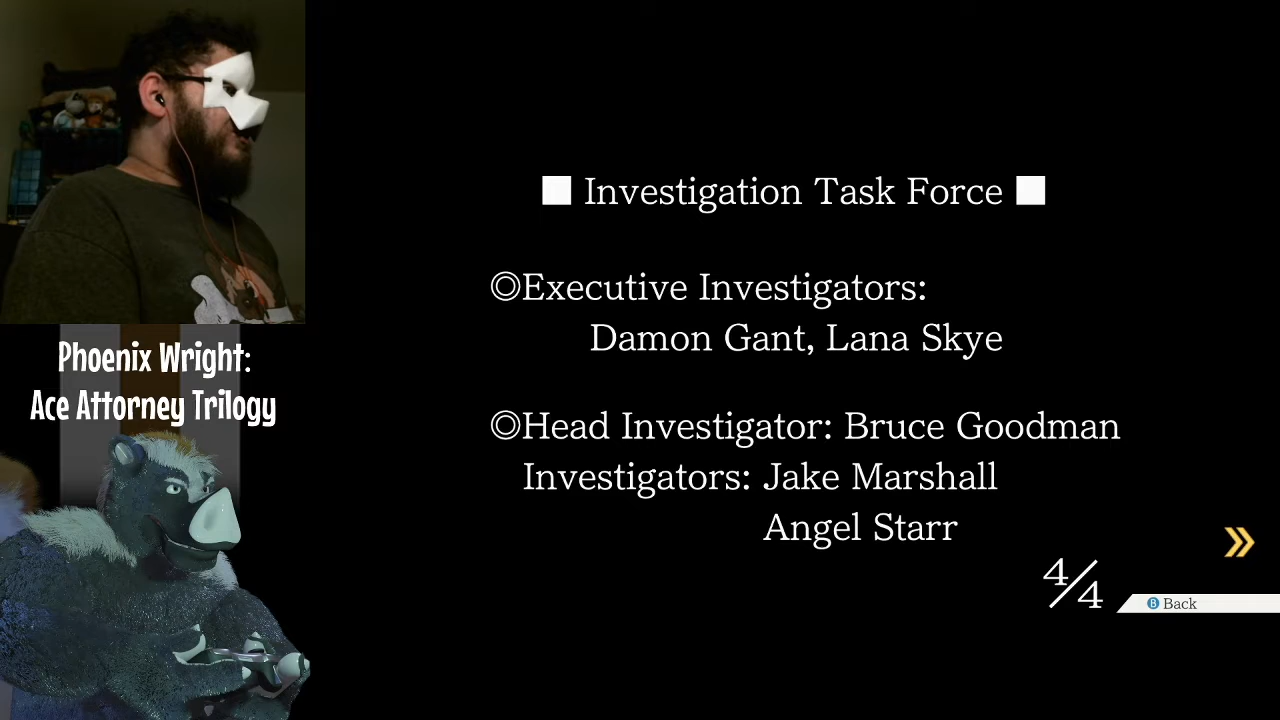 ■ Investigation Task Force ■
◎Executive Investigators:
Damon Gant, Lana Skye
◎Head Investigator: Bruce Goodman
Investigators: Jake Marshall
Angel Starr
4/4
B Back
Phoenix Wright:
Ace Attorney Trilogy